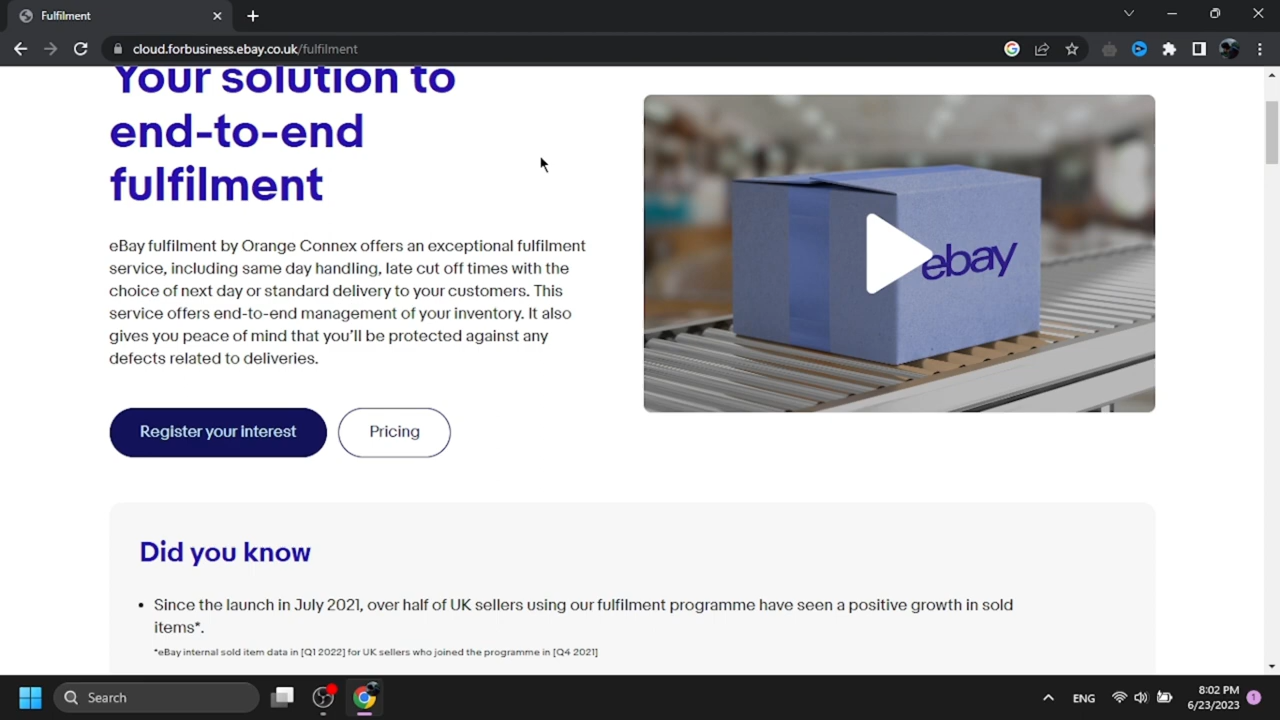 Fulfilment
cloud.forbusiness.ebay.co.uk/fulfilment
Your solution to
end-to-end
fulfilment
eBay fulfilment by Orange Connex offers an exceptional fulfilment
service, including same day handling, late cut off times with the
choice of next day or standard delivery to your customers. This
service offers end-to-end management of your inventory. It also
gives you peace of mind that you’ll be protected against any
defects related to deliveries.
Register your interest
Pricing
ebay
Did you know
• Since the launch in July 2021, over half of UK sellers using our fulfilment programme have seen a positive growth in sold
items*.
*eBay internal sold item data in [Q1 2022] for UK sellers who joined the programme in [Q4 2021]
Search
ENG
8:02 PM
6/23/2023
1